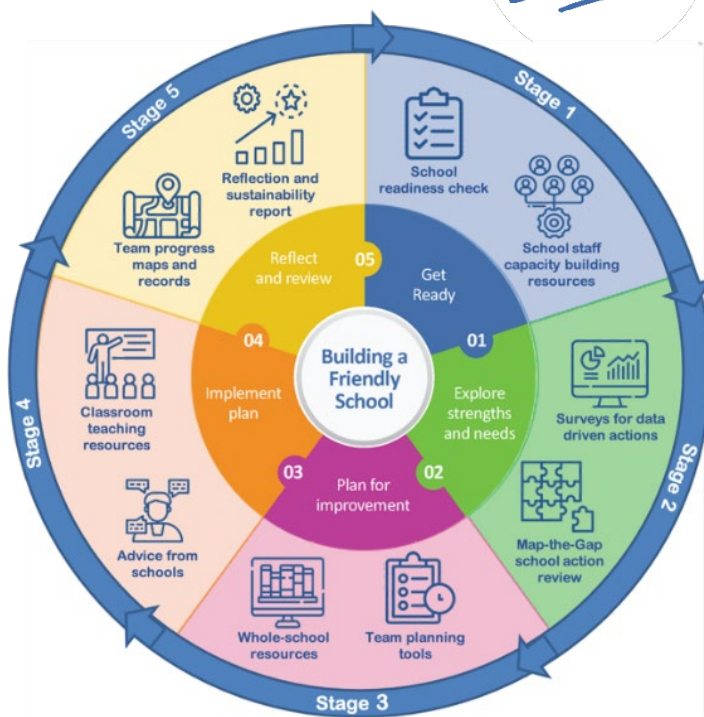 Building a
Friendly
School
Stage 1
School
readiness check
School staff
capacity building
resources
Get
Ready
01
Stage 2
Surveys for data
driven actions
Map-the-Gap
school action
review
Explore
strengths
and needs
02
Stage 3
Team planning
tools
Whole-school
resources
Plan for
improvement
03
Stage 4
Advice from
schools
Classroom
teaching
resources
Implement
plan
04
Stage 5
Team progress
maps and
records
Reflection and
sustainability
report
Reflect
and review
05